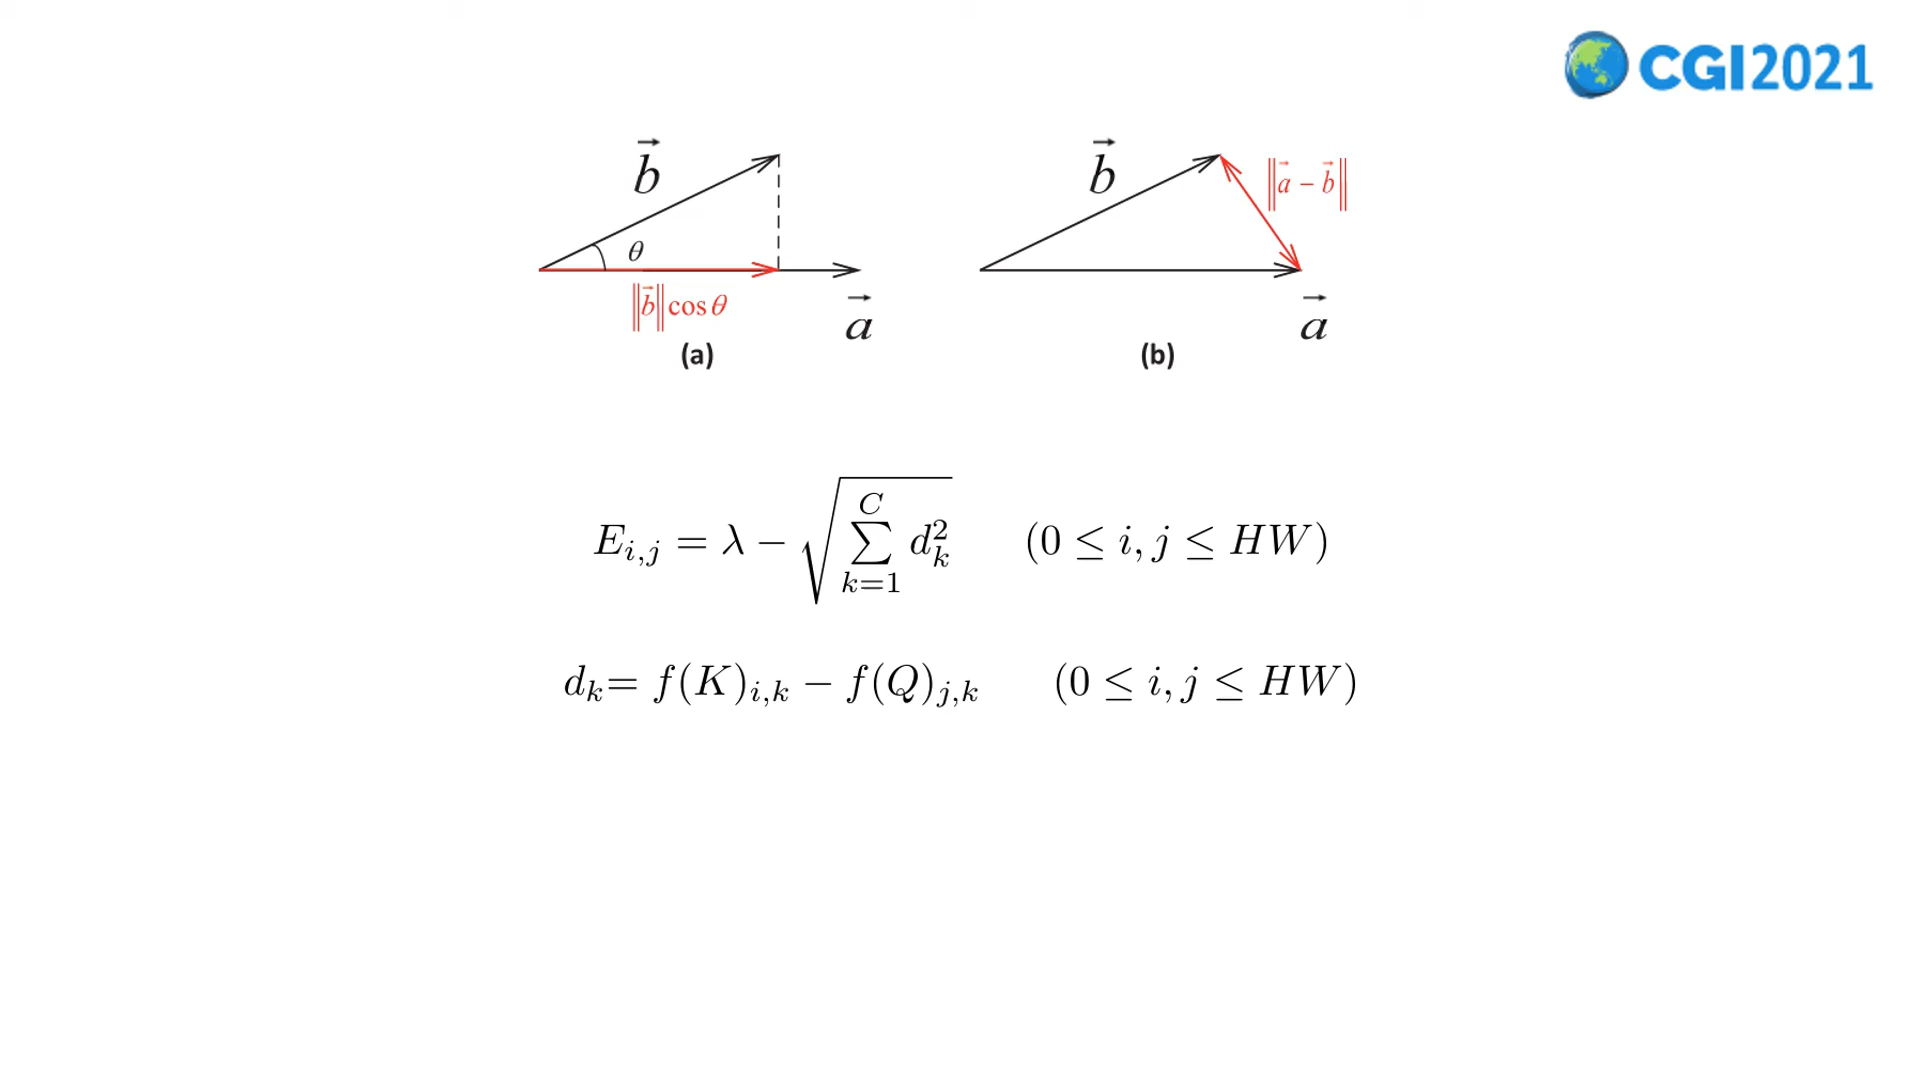 CGI2021
b⃗
θ
‖b⃗‖cos θ
a⃗
(a)
b⃗
‖a⃗ − b⃗‖
a⃗
(b)
E_{i,j} = λ − √(∑_{k=1}^{C} d_k^2) (0 ≤ i, j ≤ HW)
d_k= f(K)_{i,k} − f(Q)_{j,k} (0 ≤ i, j ≤ HW)